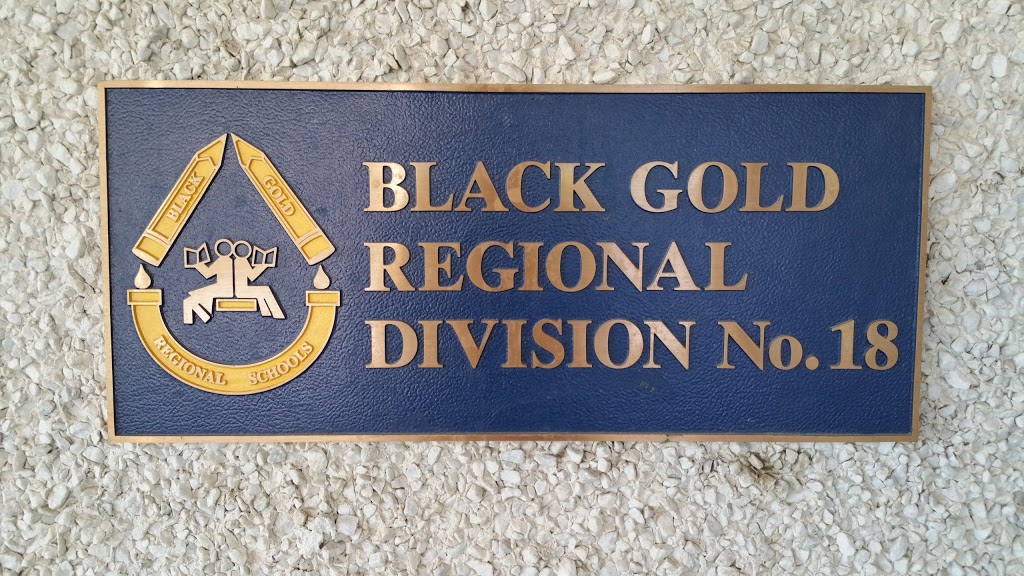 BLACK GOLD
REGIONAL SCHOOLS
BLACK GOLD
REGIONAL
DIVISION No. 18